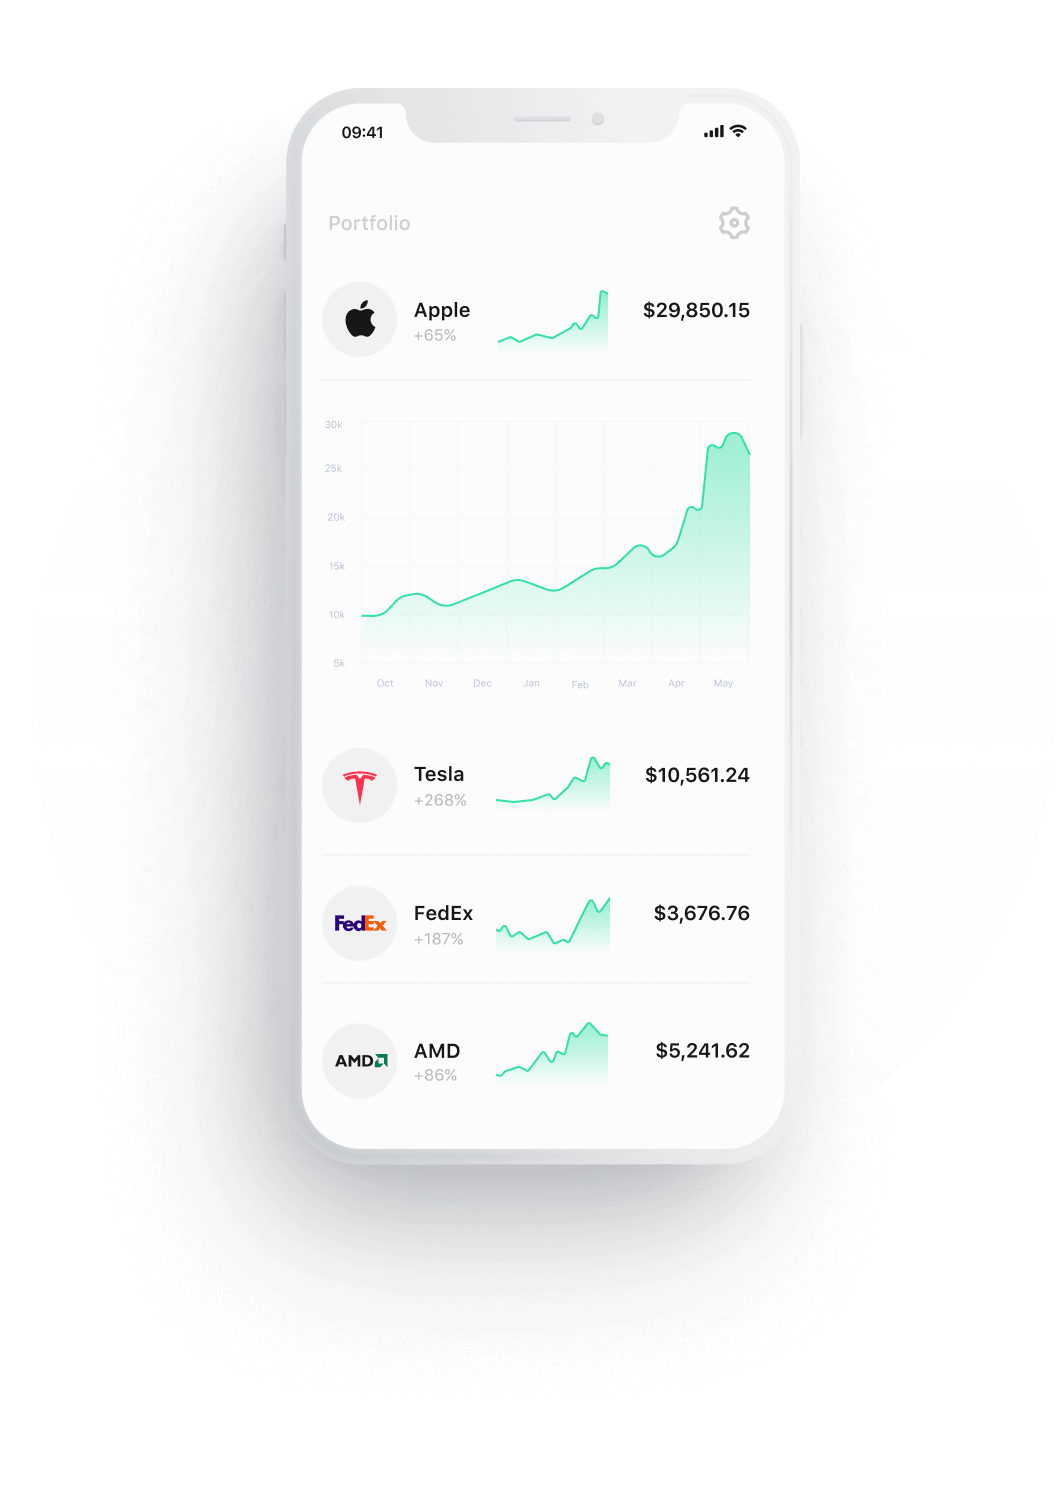 09:41
Portfolio
Apple
+65%
$29,850.15
30k
25k
20k
15k
10k
5k
Oct Nov Dec Jan Feb Mar Apr May
Tesla
+268%
$10,561.24
FedEx
FedEx
+187%
$3,676.76
AMD
AMD
+86%
$5,241.62